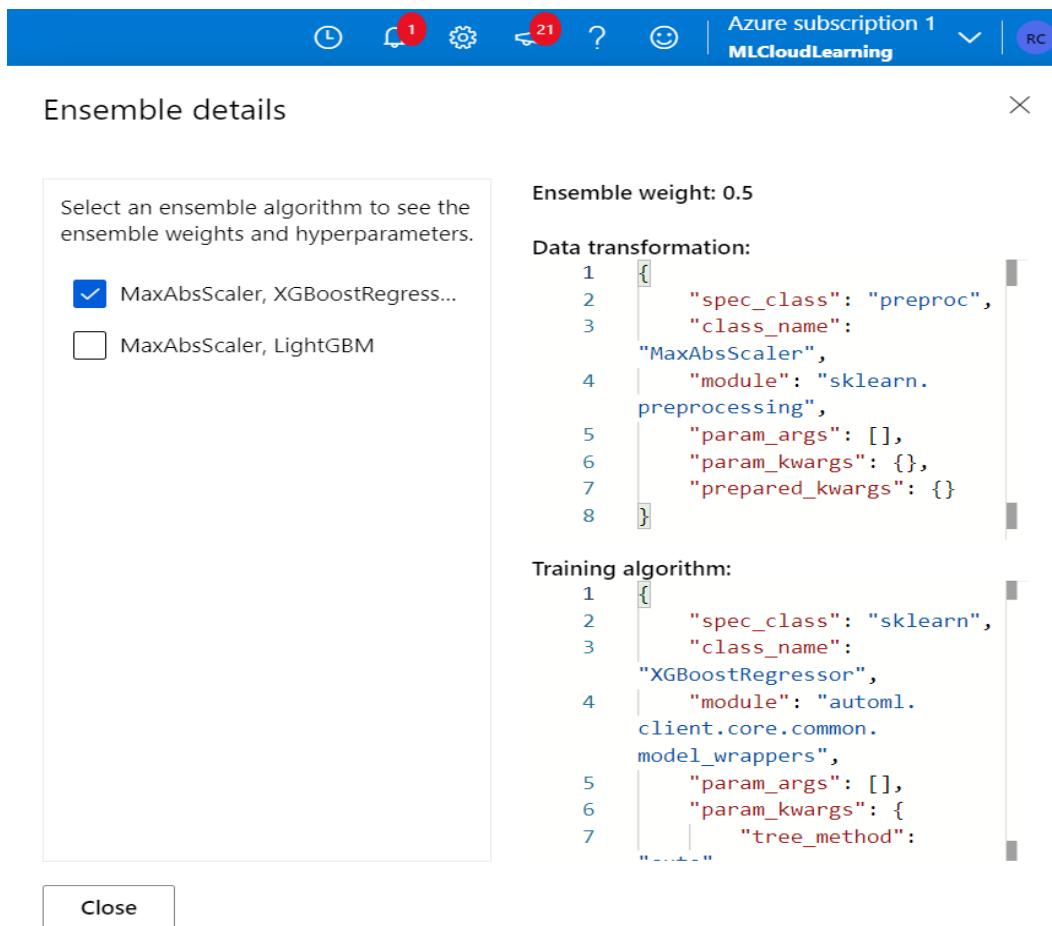 1
21
?
Azure subscription 1
MLCloudLearning
RC
Ensemble details
Select an ensemble algorithm to see the
ensemble weights and hyperparameters.
MaxAbsScaler, XGBoostRegress...
MaxAbsScaler, LightGBM
Ensemble weight: 0.5
Data transformation:
1 {
2 "spec_class": "preproc",
3 "class_name":
"MaxAbsScaler",
4 "module": "sklearn.
preprocessing",
5 "param_args": [],
6 "param_kwargs": {},
7 "prepared_kwargs": {}
8 }
Training algorithm:
1 {
2 "spec_class": "sklearn",
3 "class_name":
"XGBoostRegressor",
4 "module": "automl.
client.core.common.
model_wrappers",
5 "param_args": [],
6 "param_kwargs": {
7 "tree_method":
Close